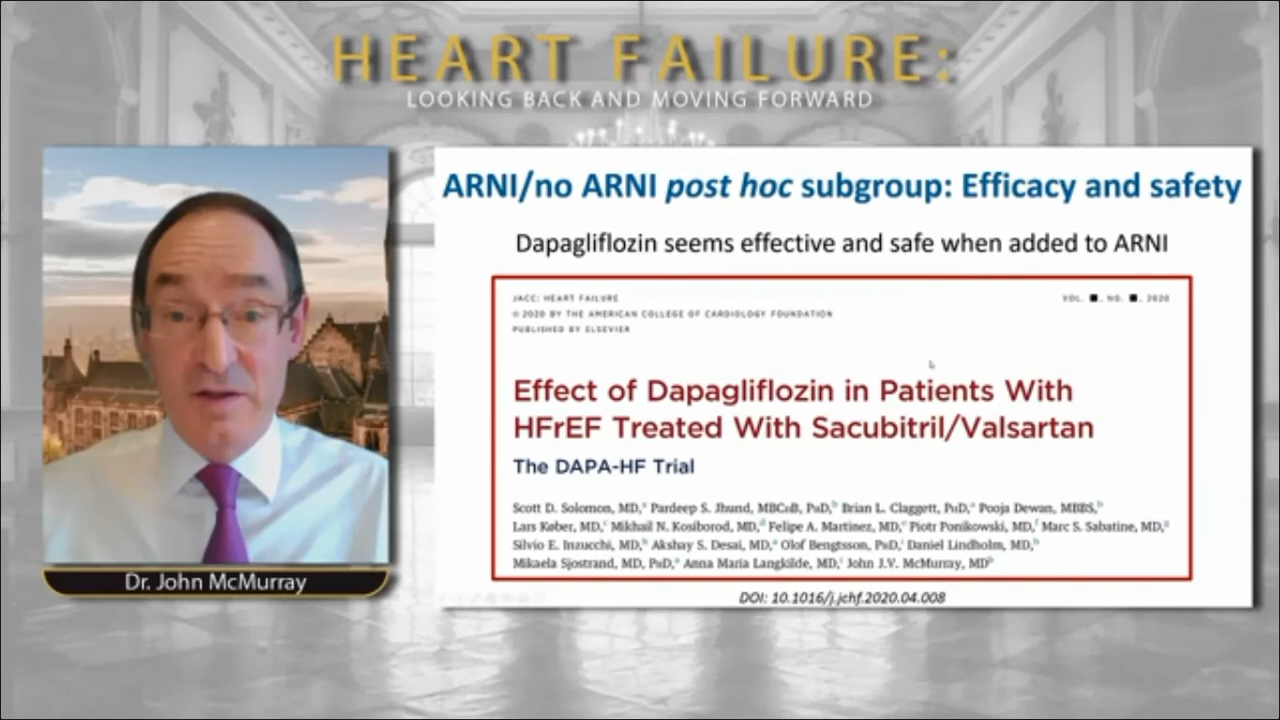 HEART FAILURE:
LOOKING BACK AND MOVING FORWARD
ARNI/no ARNI post hoc subgroup: Efficacy and safety
Dapagliflozin seems effective and safe when added to ARNI
JACC: HEART FAILURE
VOL. ■, NO. ■, 2020
© 2020 BY THE AMERICAN COLLEGE OF CARDIOLOGY FOUNDATION
PUBLISHED BY ELSEVIER
Effect of Dapagliflozin in Patients With
HFrEF Treated With Sacubitril/Valsartan
The DAPA-HF Trial
Scott D. Solomon, MD,a Pardeep S. Jhund, MBCHB, PHD,b Brian L. Claggett, PHD,a Pooja Dewan, MBBS,b
Lars Køber, MD,c Mikhail N. Kosiborod, MD,d Felipe A. Martinez, MD,e Piotr Ponikowski, MD,f Marc S. Sabatine, MD,g
Silvio E. Inzucchi, MD,h Akshay S. Desai, MD,a Olof Bengtsson, PHD,i Daniel Lindholm, MD,
Mikaela Sjostrand, MD, PHD, Anna Maria Langkilde, MD,i John J.V. McMurray, MDb
DOI: 10.1016/j.jchf.2020.04.008
Dr. John McMurray